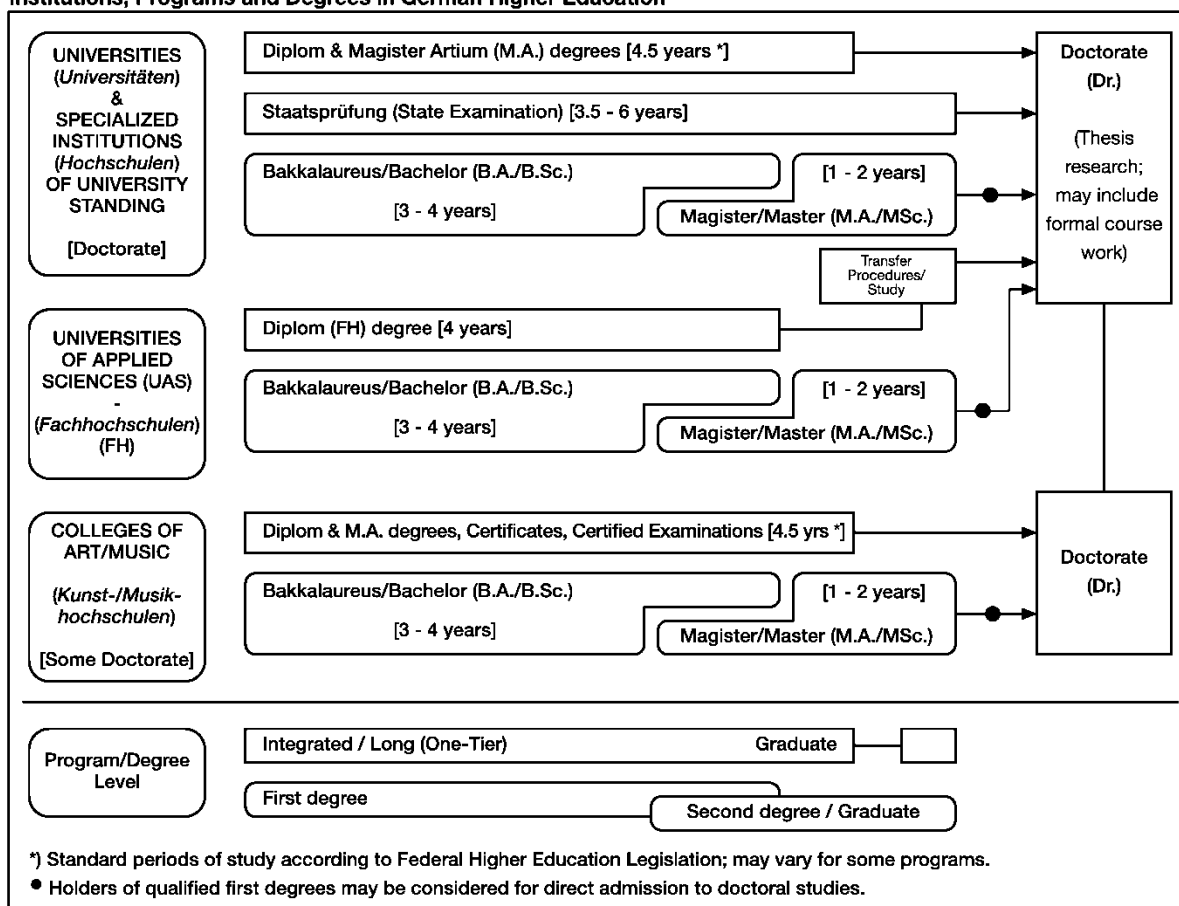 Institutions, Programs and Degrees in German Higher Education
UNIVERSITIES
(Universitäten)
&
SPECIALIZED
INSTITUTIONS
(Hochschulen)
OF UNIVERSITY
STANDING
[Doctorate]
Diplom & Magister Artium (M.A.) degrees [4.5 years *]
Staatsprüfung (State Examination) [3.5 - 6 years]
Bakkalaureus/Bachelor (B.A./B.Sc.)
[3 - 4 years]
[1 - 2 years]
Magister/Master (M.A./MSc.)
Transfer
Procedures/
Study
Doctorate
(Dr.)
(Thesis
research;
may include
formal course
work)
UNIVERSITIES
OF APPLIED
SCIENCES (UAS)
-
(Fachhochschulen)
(FH)
Diplom (FH) degree [4 years]
Bakkalaureus/Bachelor (B.A./B.Sc.)
[3 - 4 years]
[1 - 2 years]
Magister/Master (M.A./MSc.)
COLLEGES OF
ART/MUSIC
(Kunst-/Musik-
hochschulen)
[Some Doctorate]
Diplom & M.A. degrees, Certificates, Certified Examinations [4.5 yrs *]
Bakkalaureus/Bachelor (B.A./B.Sc.)
[3 - 4 years]
[1 - 2 years]
Magister/Master (M.A./MSc.)
Doctorate
(Dr.)
Program/Degree
Level
Integrated / Long (One-Tier) Graduate
First degree
Second degree / Graduate
*) Standard periods of study according to Federal Higher Education Legislation; may vary for some programs.
● Holders of qualified first degrees may be considered for direct admission to doctoral studies.